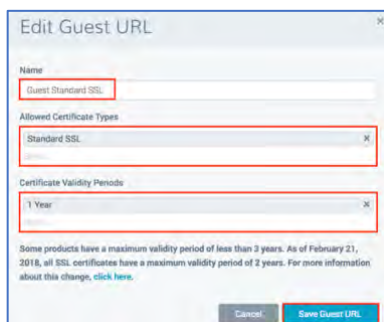 Edit Guest URL
×
Name
Guest Standard SSL
Allowed Certificate Types
Standard SSL ×
Certificate Validity Periods
1 Year ×
Some products have a maximum validity period of less than 3 years. As of February 21,
2018, all SSL certificates have a maximum validity period of 2 years. For more information
about this change, click here.
Cancel Save Guest URL